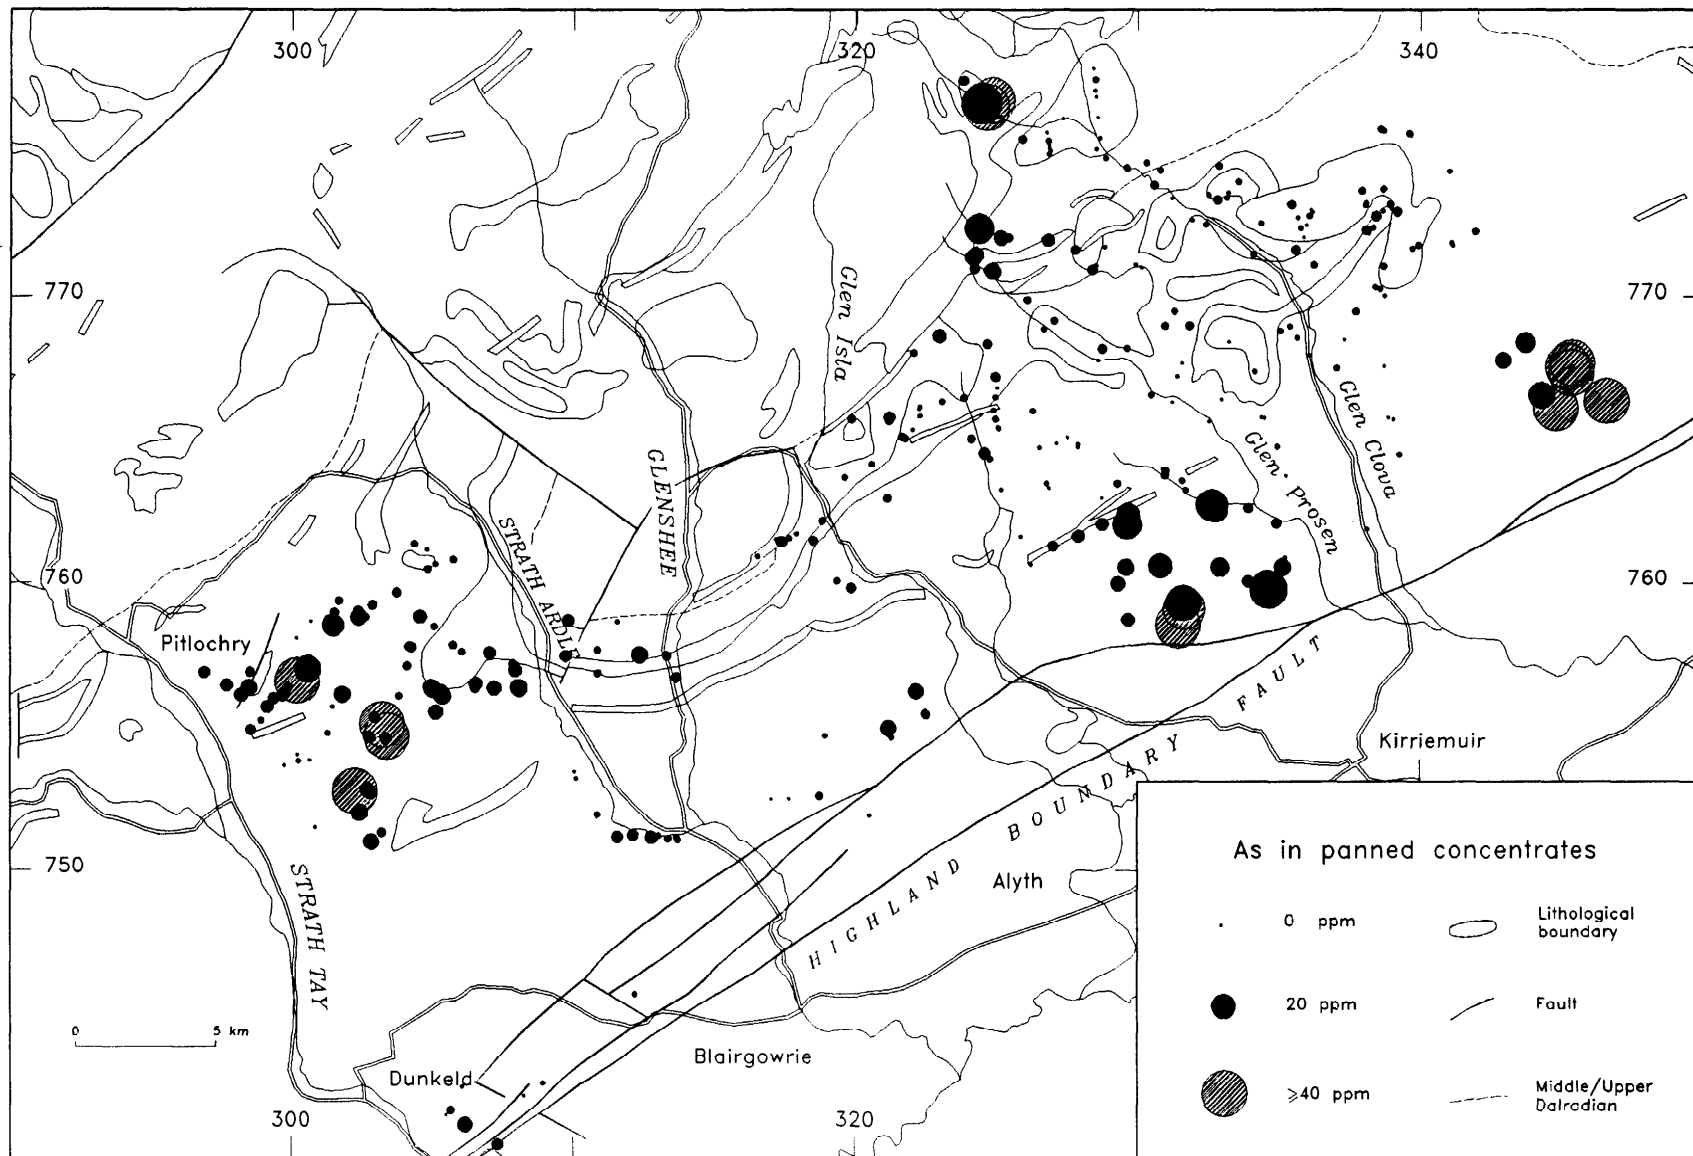 300
320
340
770
770
Glen Isla
Glen Clova
Glen Prosen
GLENSHEE
STRATH ARDLE
760
760
Pitlochry
HIGHLAND BOUNDARY FAULT
Kirriemuir
750
Alyth
STRATH TAY
0 5 km
Blairgowrie
Dunkeld
300
320
As in panned concentrates
0 ppm
Lithological
boundary
20 ppm
Fault
⩾40 ppm
Middle/Upper
Dalradian